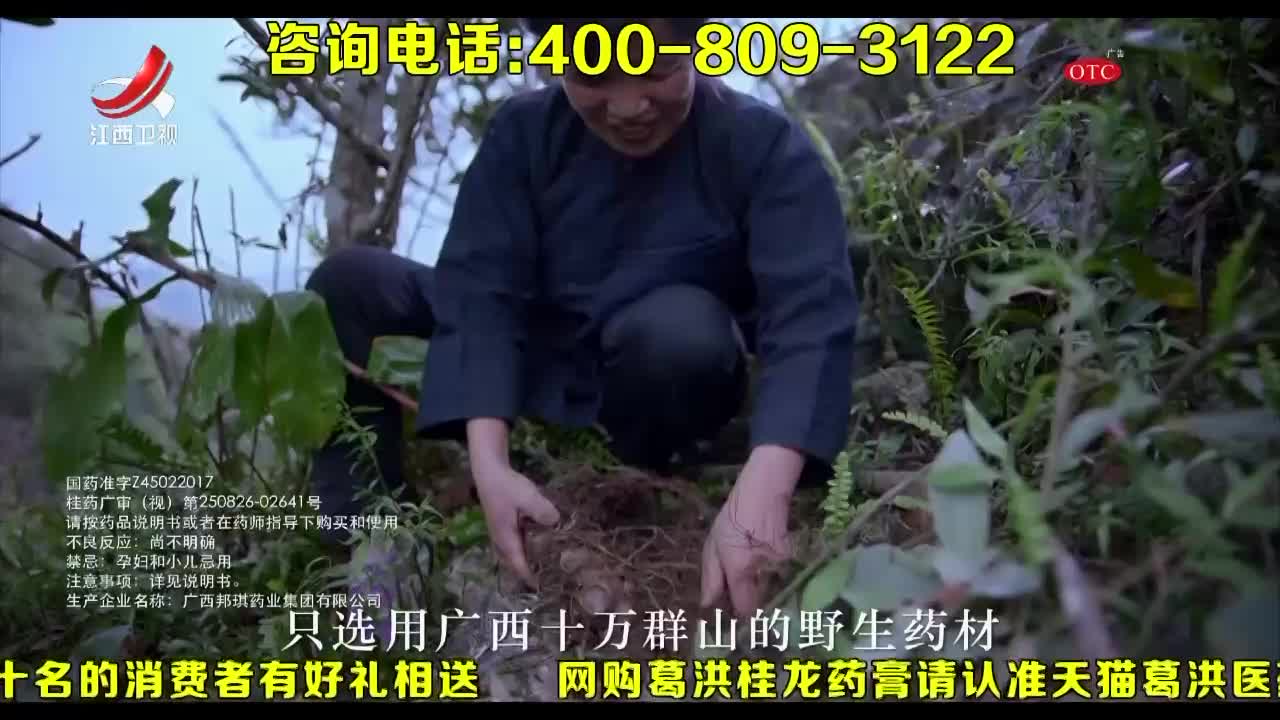 咨询电话:400-809-3122
广告
OTC
江西卫视
国药准字Z45022017
桂药广审（视）第250826-02641号
请按药品说明书或者在药师指导下购买和使用
不良反应：尚不明确
禁忌：孕妇和小儿忌用
注意事项：详见说明书。
生产企业名称：广西邦琪药业集团有限公司
只选用广西十万群山的野生药材
十名的消费者有好礼相送 网购葛洪桂龙药膏请认准天猫葛洪医